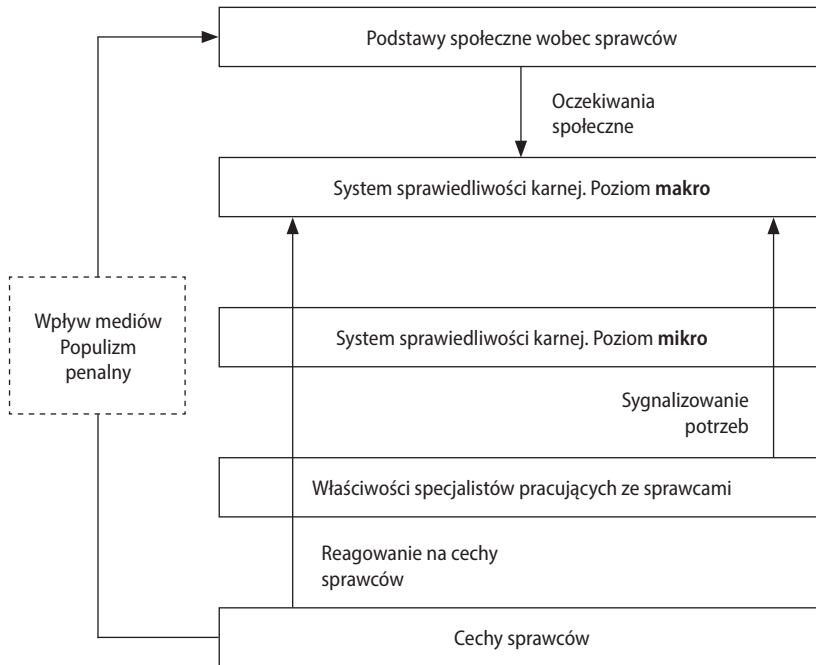 Podstawy społeczne wobec sprawców
Oczekiwania
społeczne
System sprawiedliwości karnej. Poziom makro
Wpływ mediów
Populizm
penalny
System sprawiedliwości karnej. Poziom mikro
Sygnalizowanie
potrzeb
Właściwości specjalistów pracujących ze sprawcami
Reagowanie na cechy
sprawców
Cechy sprawców